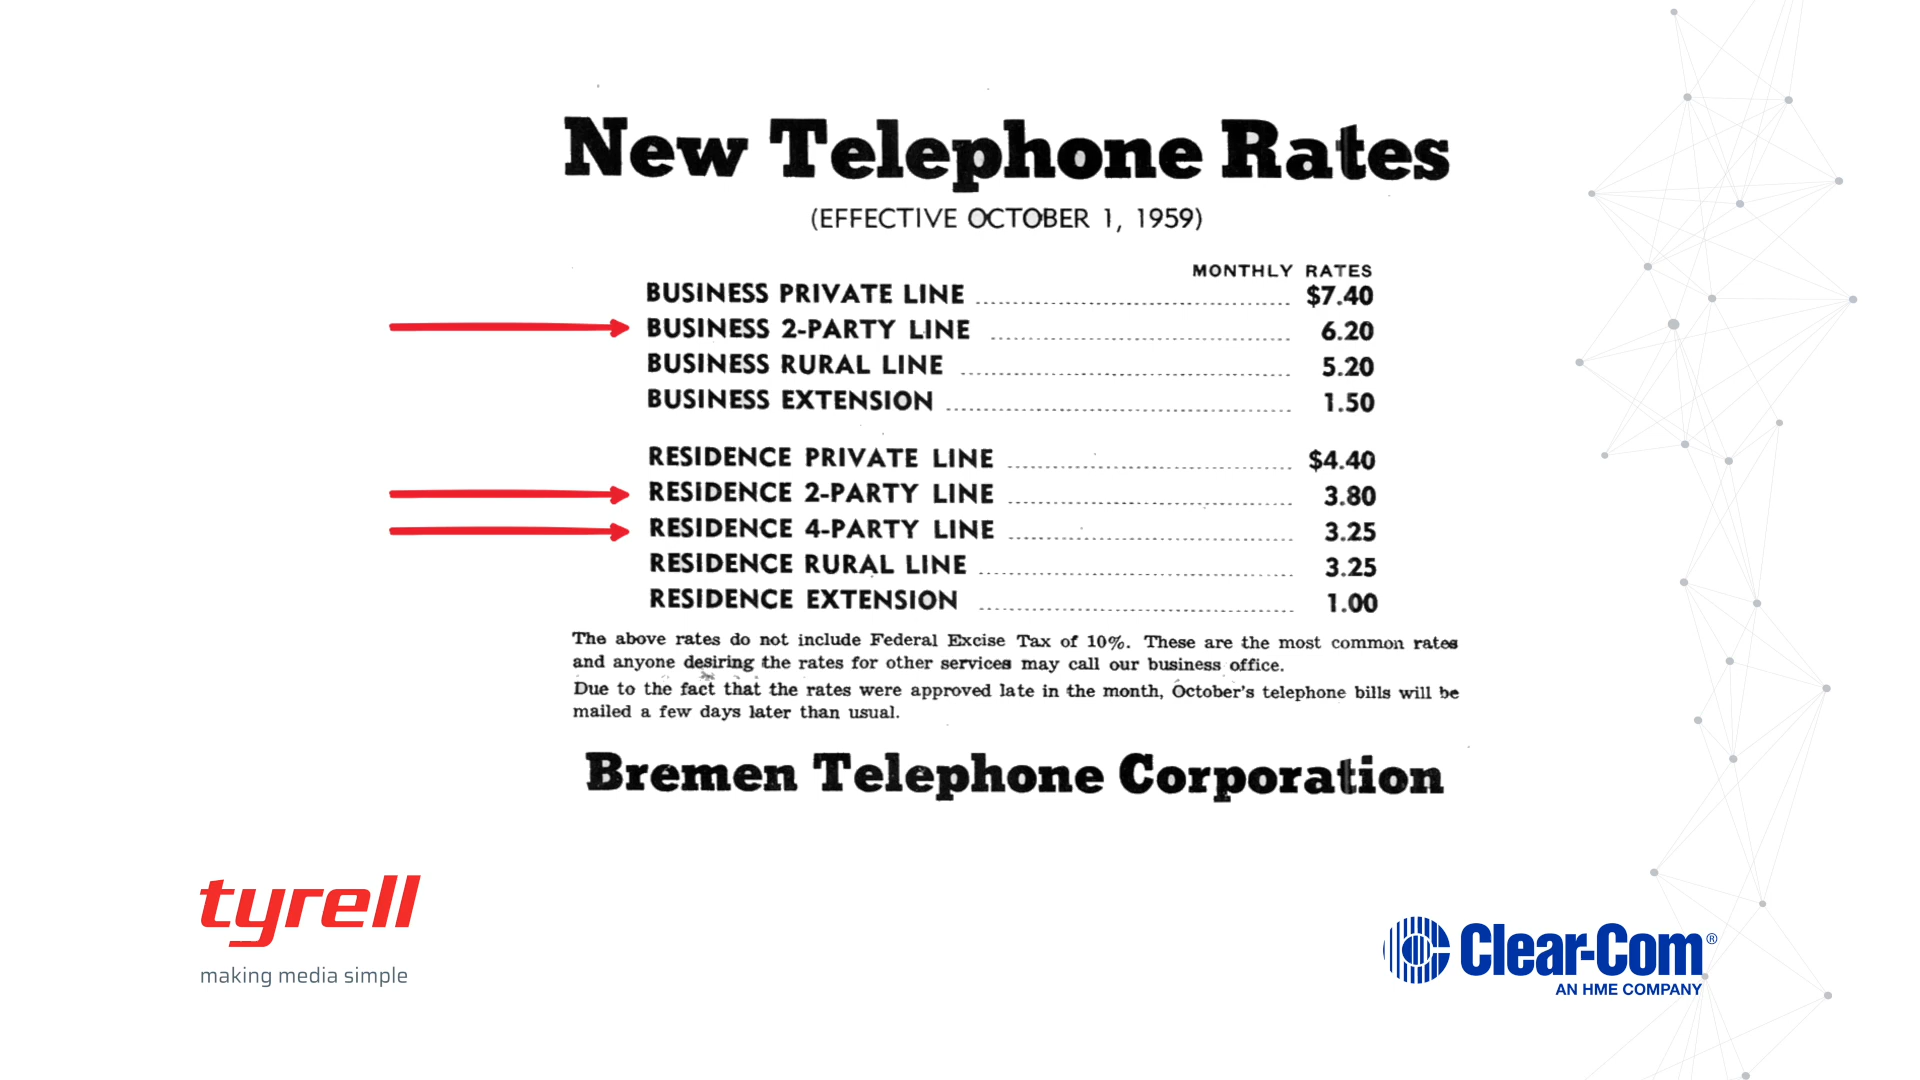 New Telephone Rates
(EFFECTIVE OCTOBER 1, 1959)
MONTHLY RATES
BUSINESS PRIVATE LINE $7.40
BUSINESS 2-PARTY LINE 6.20
BUSINESS RURAL LINE 5.20
BUSINESS EXTENSION 1.50
RESIDENCE PRIVATE LINE $4.40
RESIDENCE 2-PARTY LINE 3.80
RESIDENCE 4-PARTY LINE 3.25
RESIDENCE RURAL LINE 3.25
RESIDENCE EXTENSION 1.00
The above rates do not include Federal Excise Tax of 10%. These are the most common rates
and anyone desiring the rates for other services may call our business office.
Due to the fact that the rates were approved late in the month, October's telephone bills will be
mailed a few days later than usual.
Bremen Telephone Corporation
tyrell
making media simple
Clear-Com®
AN HME COMPANY